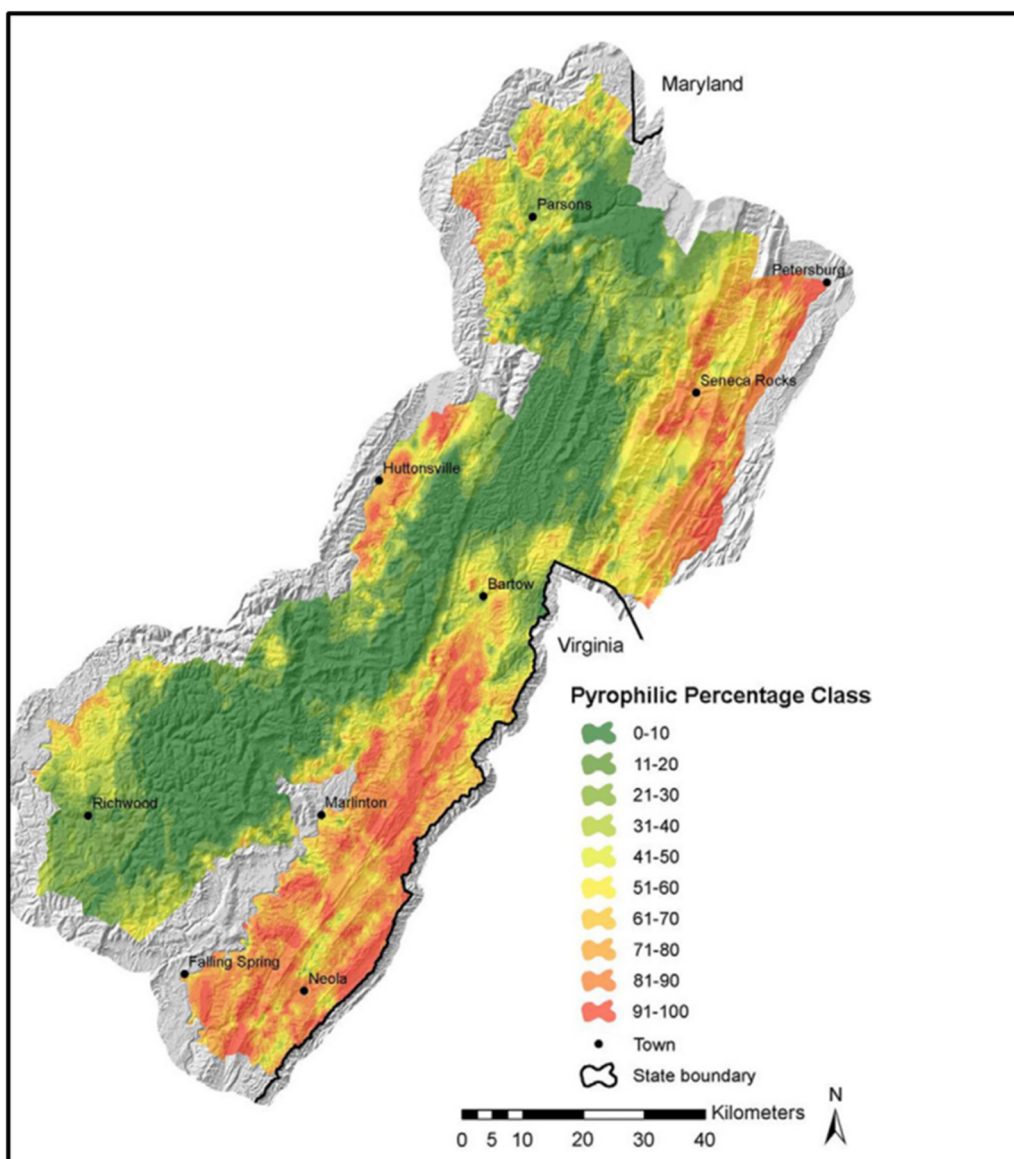 Maryland
Parsons
Petersburg
Seneca Rocks
Huttonsville
Bartow
Virginia
Richwood
Marlinton
Falling Spring
Neola
Pyrophilic Percentage Class
0-10
11-20
21-30
31-40
41-50
51-60
61-70
71-80
81-90
91-100
Town
State boundary
N
Kilometers
0 5 10 20 30 40